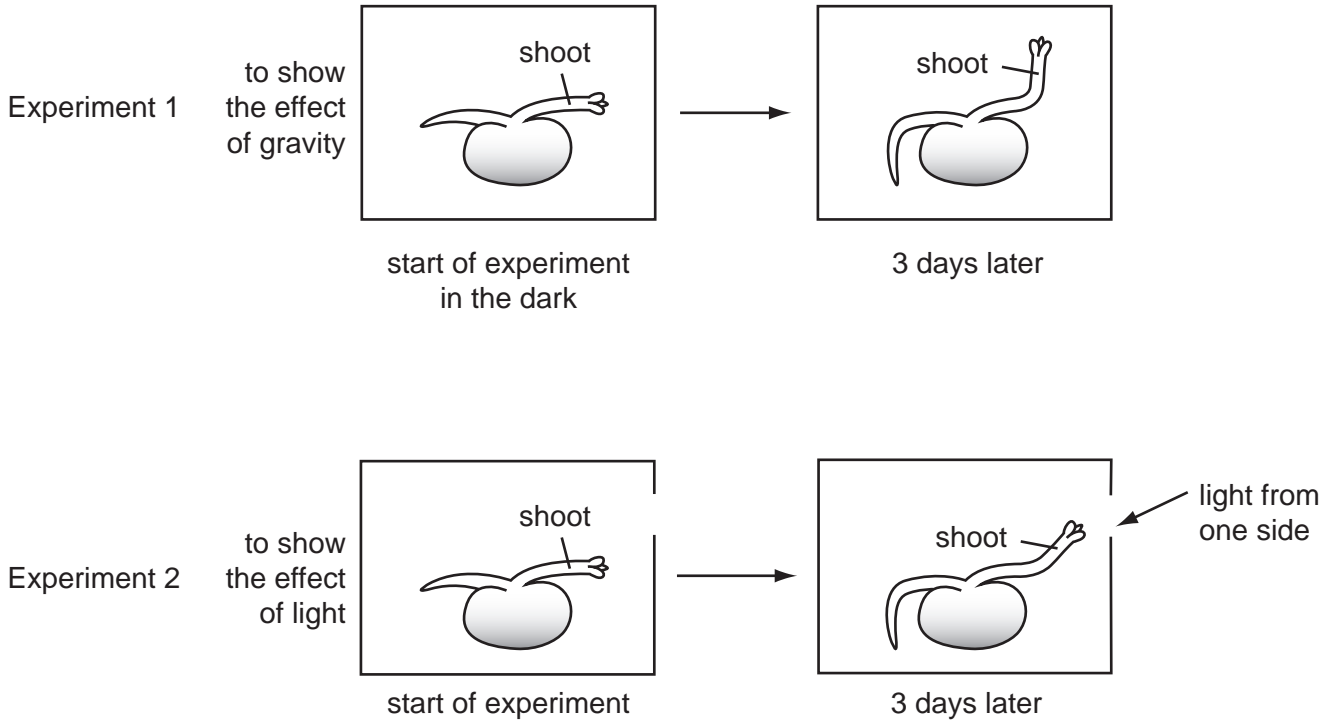 Experiment 1
to show
the effect
of gravity
shoot
shoot
start of experiment
in the dark
3 days later
Experiment 2
to show
the effect
of light
shoot
shoot
light from
one side
start of experiment
3 days later